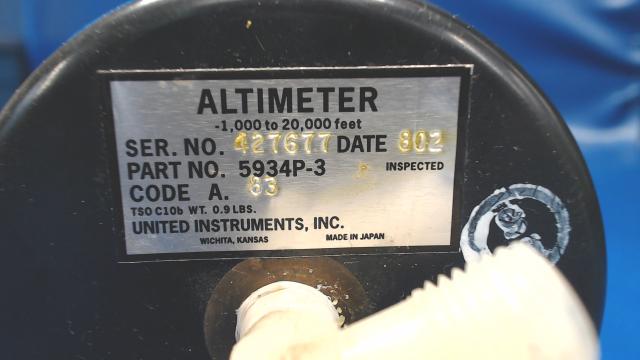 ALTIMETER
-1,000 to 20,000 feet
SER. NO. 427677 DATE 802
PART NO. 5934P-3 INSPECTED
CODE A. 63
TSO C10b WT. 0.9 LBS.
UNITED INSTRUMENTS, INC.
WICHITA, KANSAS MADE IN JAPAN